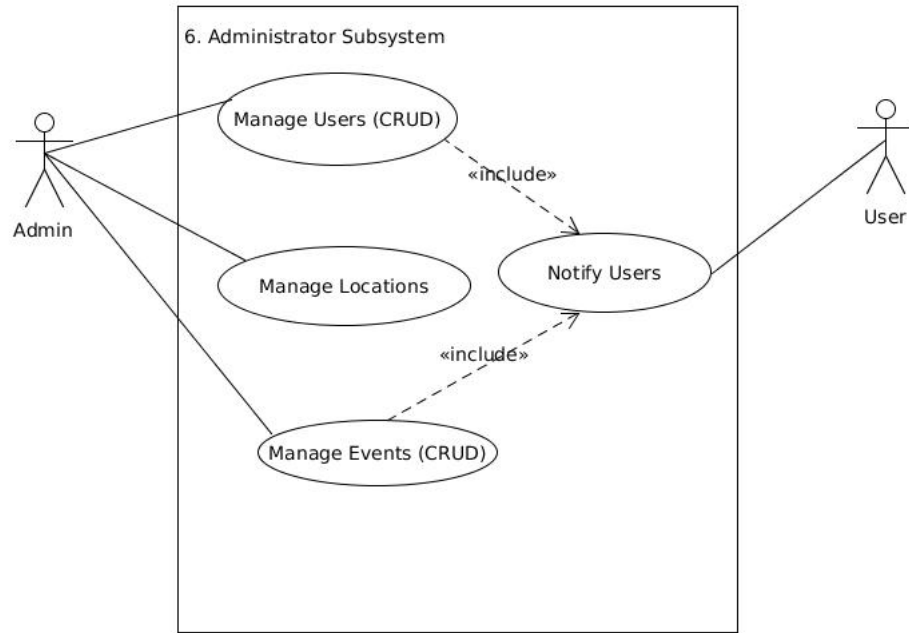 6. Administrator Subsystem
Manage Users (CRUD)
«include»
Admin
User
Manage Locations
Notify Users
«include»
Manage Events (CRUD)